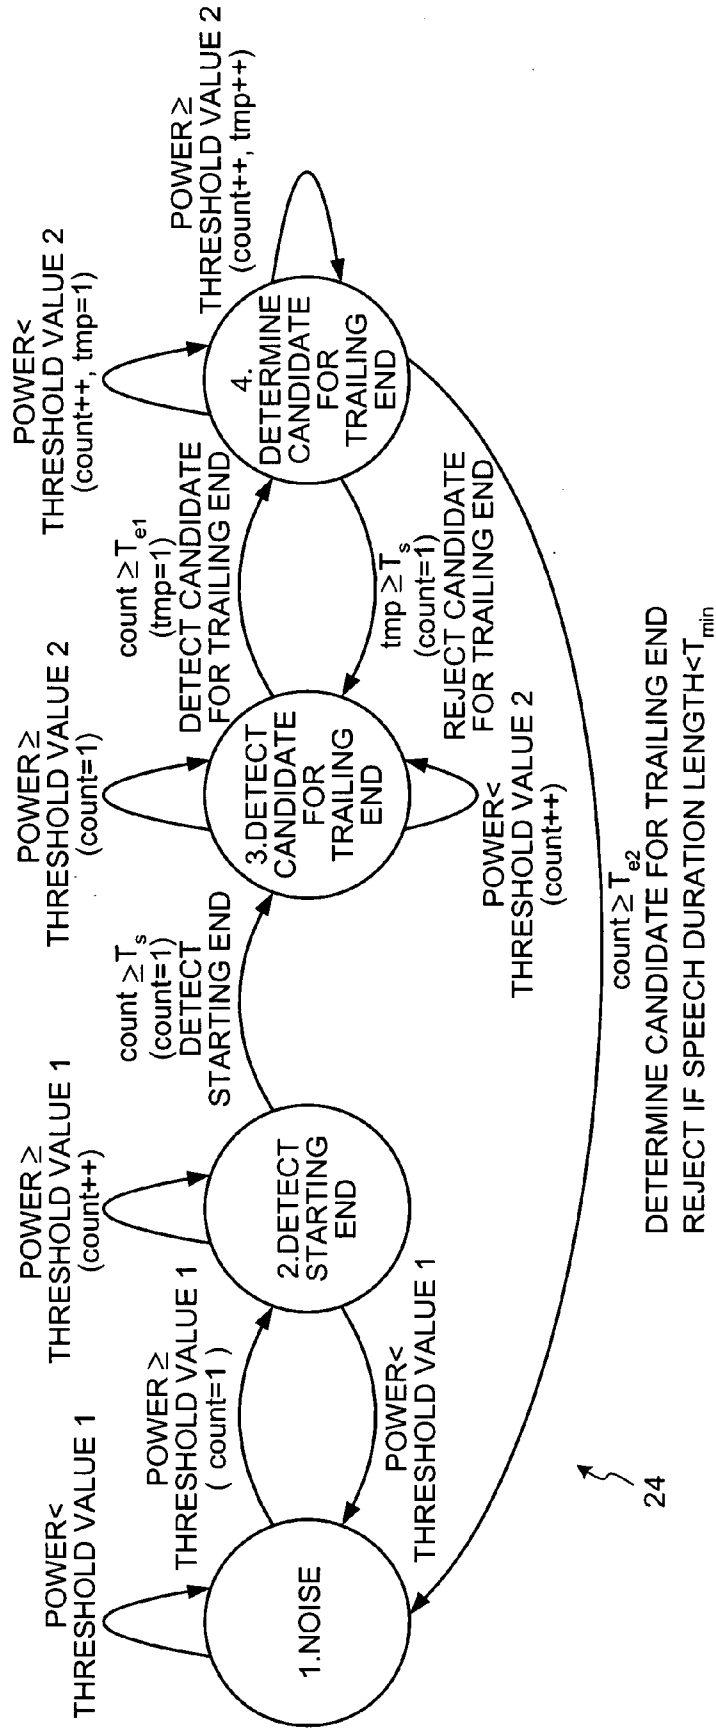 POWER<
THRESHOLD VALUE 1
1.NOISE
POWER≥
THRESHOLD VALUE 1
( count=1 )
POWER<
THRESHOLD VALUE 1
POWER≥
THRESHOLD VALUE 1
(count++)
2.DETECT
STARTING
END
count≥Ts
(count=1)
DETECT
STARTING END
POWER≥
THRESHOLD VALUE 2
(count=1)
3.DETECT
CANDIDATE
FOR
TRAILING
END
POWER<
THRESHOLD VALUE 2
(count++)
count≥Te1
(tmp=1)
DETECT CANDIDATE
FOR TRAILING END
tmp≥Ts
(count=1)
REJECT CANDIDATE
FOR TRAILING END
POWER<
THRESHOLD VALUE 2
(count++, tmp=1)
4.
DETERMINE
CANDIDATE
FOR
TRAILING
END
POWER≥
THRESHOLD VALUE 2
(count++, tmp++)
count≥Te2
DETERMINE CANDIDATE FOR TRAILING END
REJECT IF SPEECH DURATION LENGTH<Tmin
24